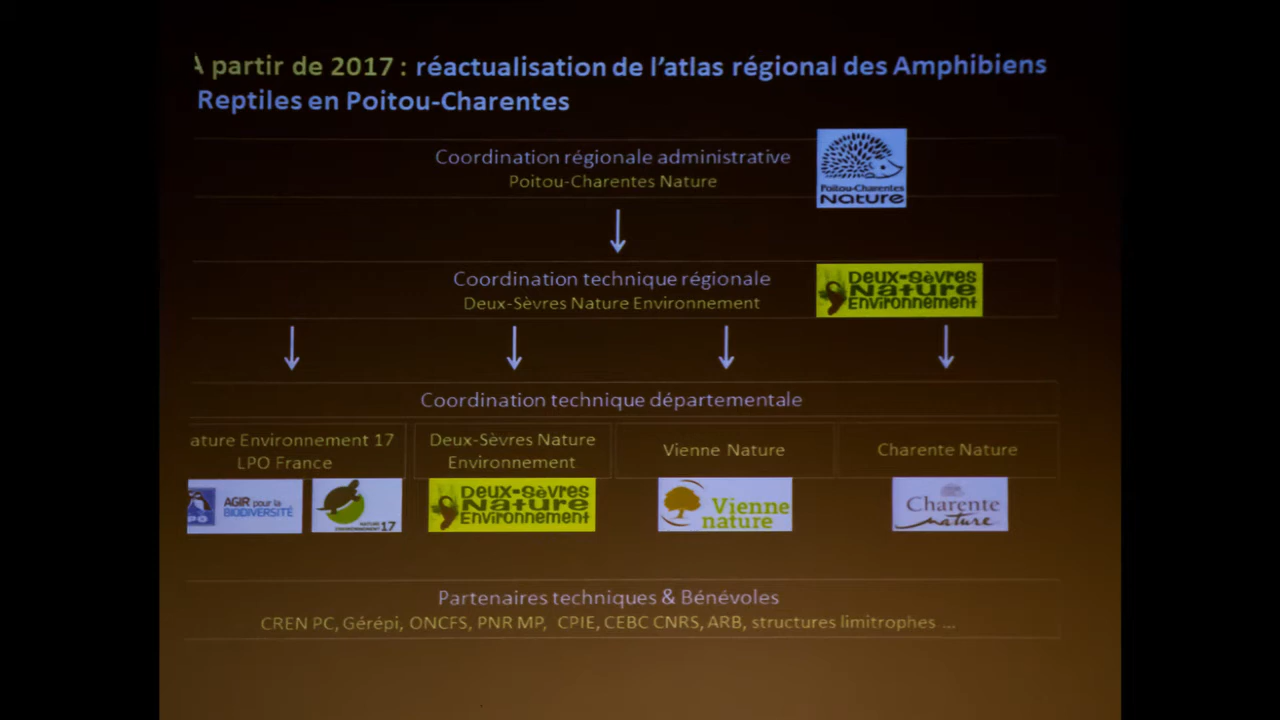 À partir de 2017 : réactualisation de l'atlas régional des Amphibiens
Reptiles en Poitou-Charentes
Coordination régionale administrative
Poitou-Charentes Nature
Poitou-Charentes
NATURE
Coordination technique régionale
Deux-Sèvres Nature Environnement
Deux-Sèvres
Nature
Environnement
Coordination technique départementale
ature Environnement 17
LPO France
Deux-Sèvres Nature
Environnement
Vienne Nature
Charente Nature
PO
AGIR pour la
BIODIVERSITÉ
NATURE
ENVIRONNEMENT 17
Deux-Sèvres
Nature
Environnement
Vienne
nature
Charente
nature
Partenaires techniques & Bénévoles
CREN PC, Gérépi, ONCFS, PNR MP, CPIE, CEBC CNRS, ARB, structures limitrophes ...